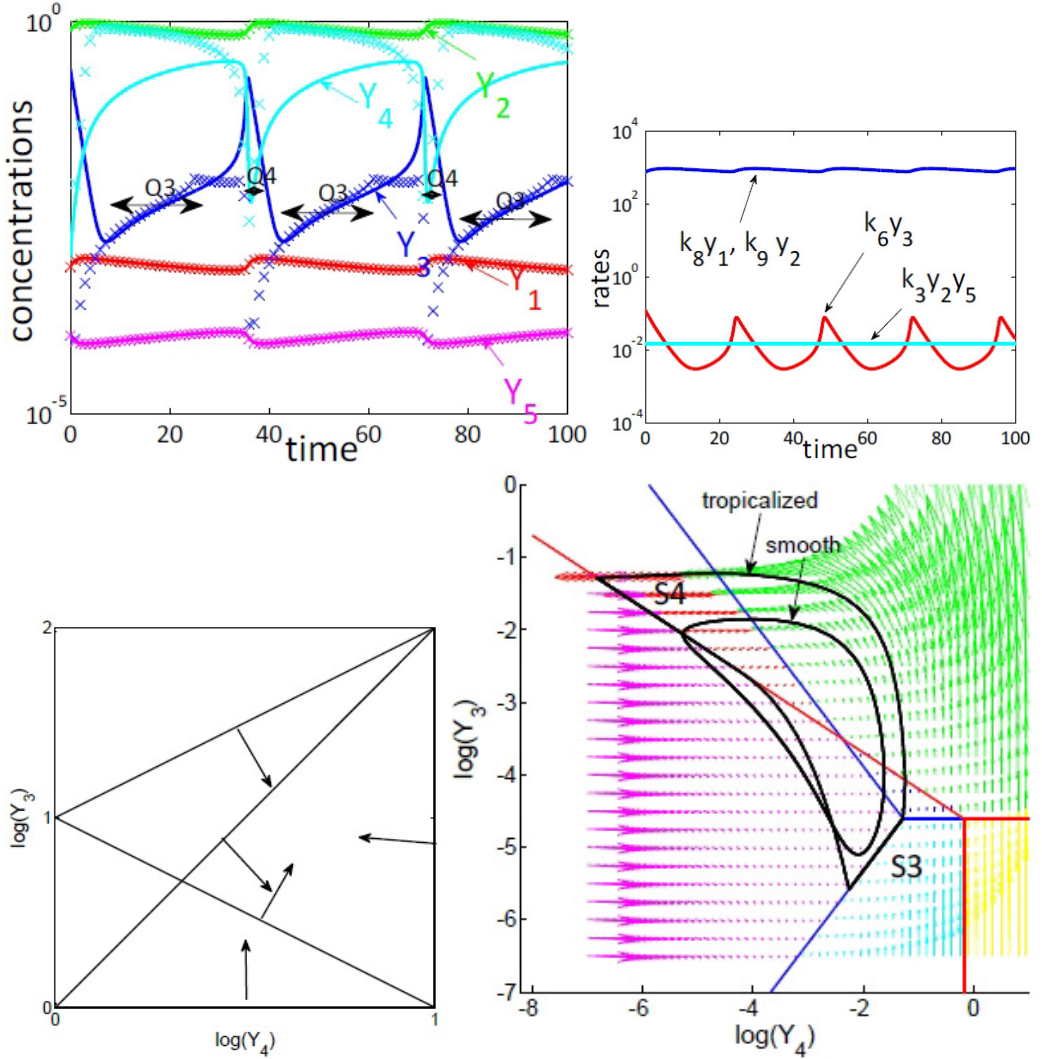 10^0
concentrations
10^-5
Y_2
Y_4
Q3
Q4
Q3
Q4
Q3
Y_3
Y_1
Y_5
0
20
40
60
80
100
time
10^4
10^2
10^0
10^-2
10^-4
rates
k_8y_1, k_9 y_2
k_6y_3
k_3y_2y_5
0
20
40
60
80
100
time
2
1
0
log(Y_3)
0
1
log(Y_4)
0
-1
-2
-3
-4
-5
-6
-7
log(Y_3)
tropicalized
smooth
S4
S3
-8
-6
-4
-2
0
log(Y_4)